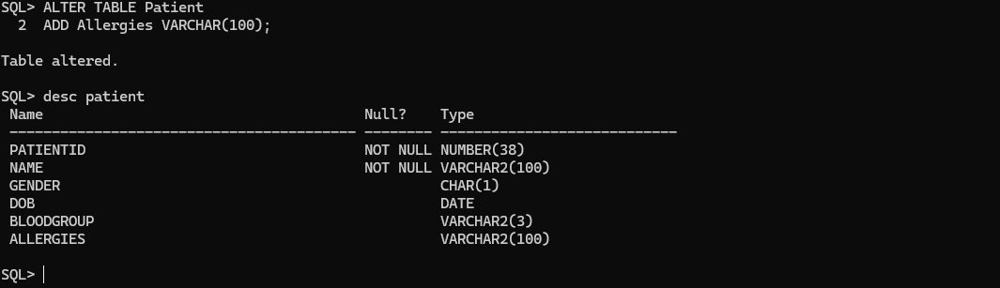 SQL> ALTER TABLE Patient
  2  ADD Allergies VARCHAR(100);

Table altered.

SQL> desc patient
 Name                                      Null?    Type
 ----------------------------------------- -------- ----------------------------
 PATIENTID                                 NOT NULL NUMBER(38)
 NAME                                      NOT NULL VARCHAR2(100)
 GENDER                                             CHAR(1)
 DOB                                                DATE
 BLOODGROUP                                         VARCHAR2(3)
 ALLERGIES                                          VARCHAR2(100)

SQL>